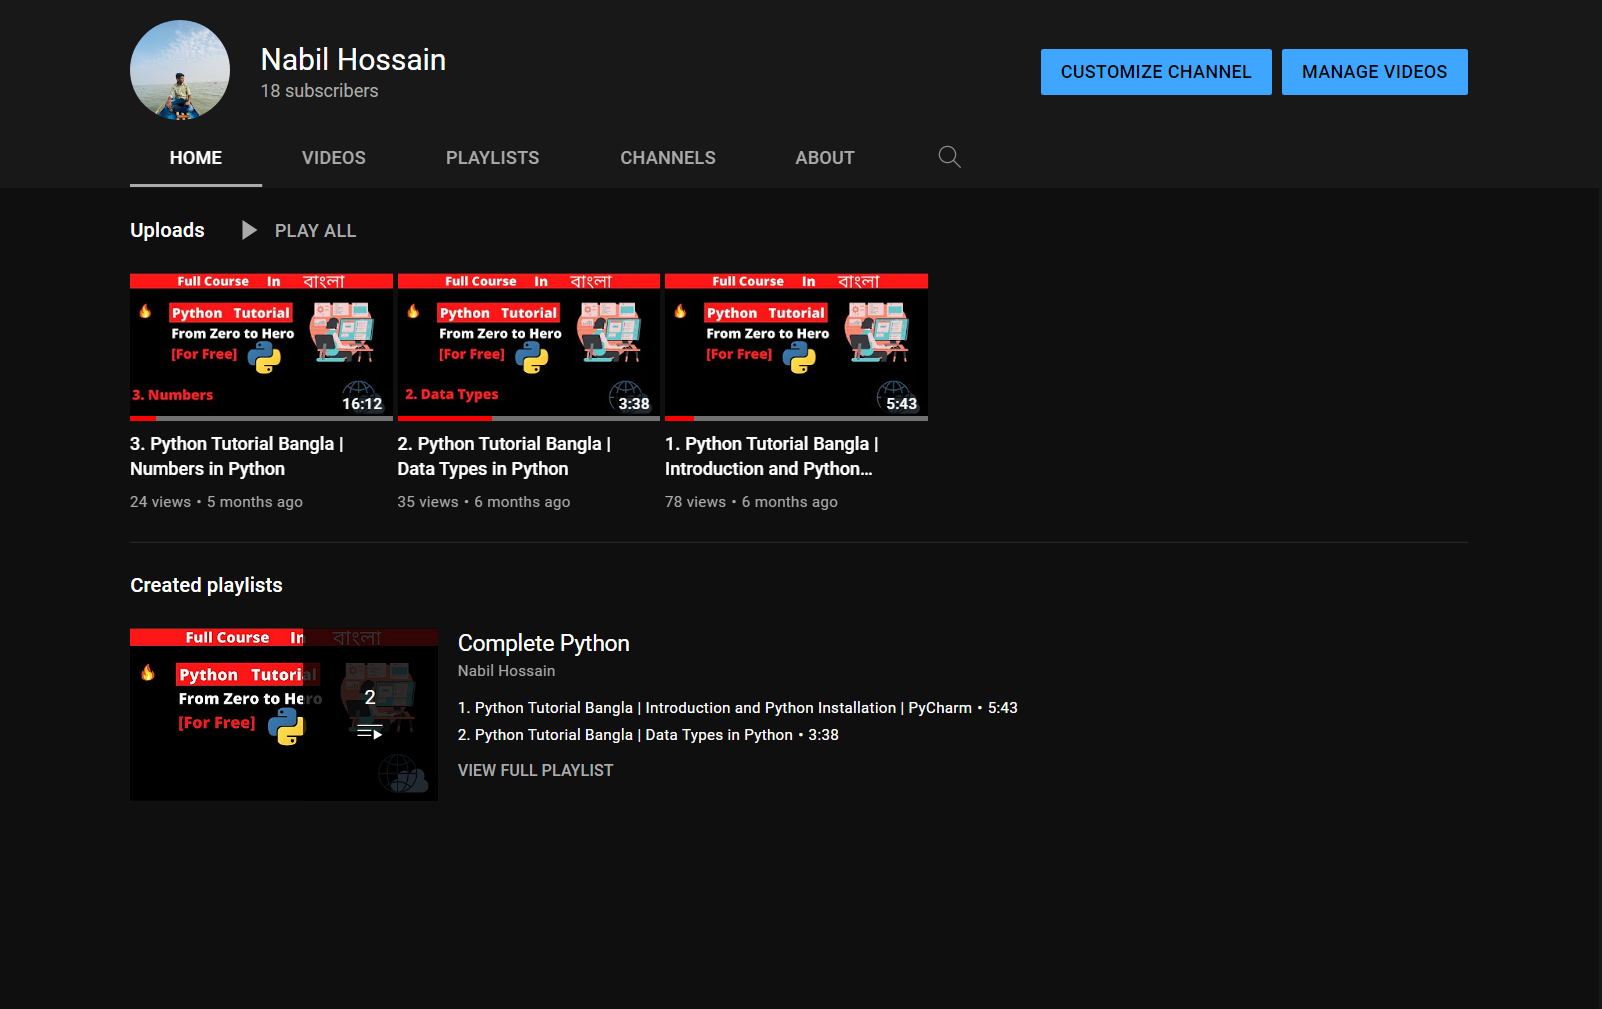 Nabil Hossain
18 subscribers
CUSTOMIZE CHANNEL
MANAGE VIDEOS
HOME
VIDEOS
PLAYLISTS
CHANNELS
ABOUT
Uploads
PLAY ALL
Full Course In বাংলা
Python Tutorial
From Zero to Hero
[For Free]
3. Numbers
16:12
3. Python Tutorial Bangla |
Numbers in Python
24 views • 5 months ago
Full Course In বাংলা
Python Tutorial
From Zero to Hero
[For Free]
2. Data Types
3:38
2. Python Tutorial Bangla |
Data Types in Python
35 views • 6 months ago
Full Course In বাংলা
Python Tutorial
From Zero to Hero
[For Free]
5:43
1. Python Tutorial Bangla |
Introduction and Python...
78 views • 6 months ago
Created playlists
Full Course In বাংলা
Python Tutorial
From Zero to Hero
[For Free]
2
Complete Python
Nabil Hossain
1. Python Tutorial Bangla | Introduction and Python Installation | PyCharm • 5:43
2. Python Tutorial Bangla | Data Types in Python • 3:38
VIEW FULL PLAYLIST